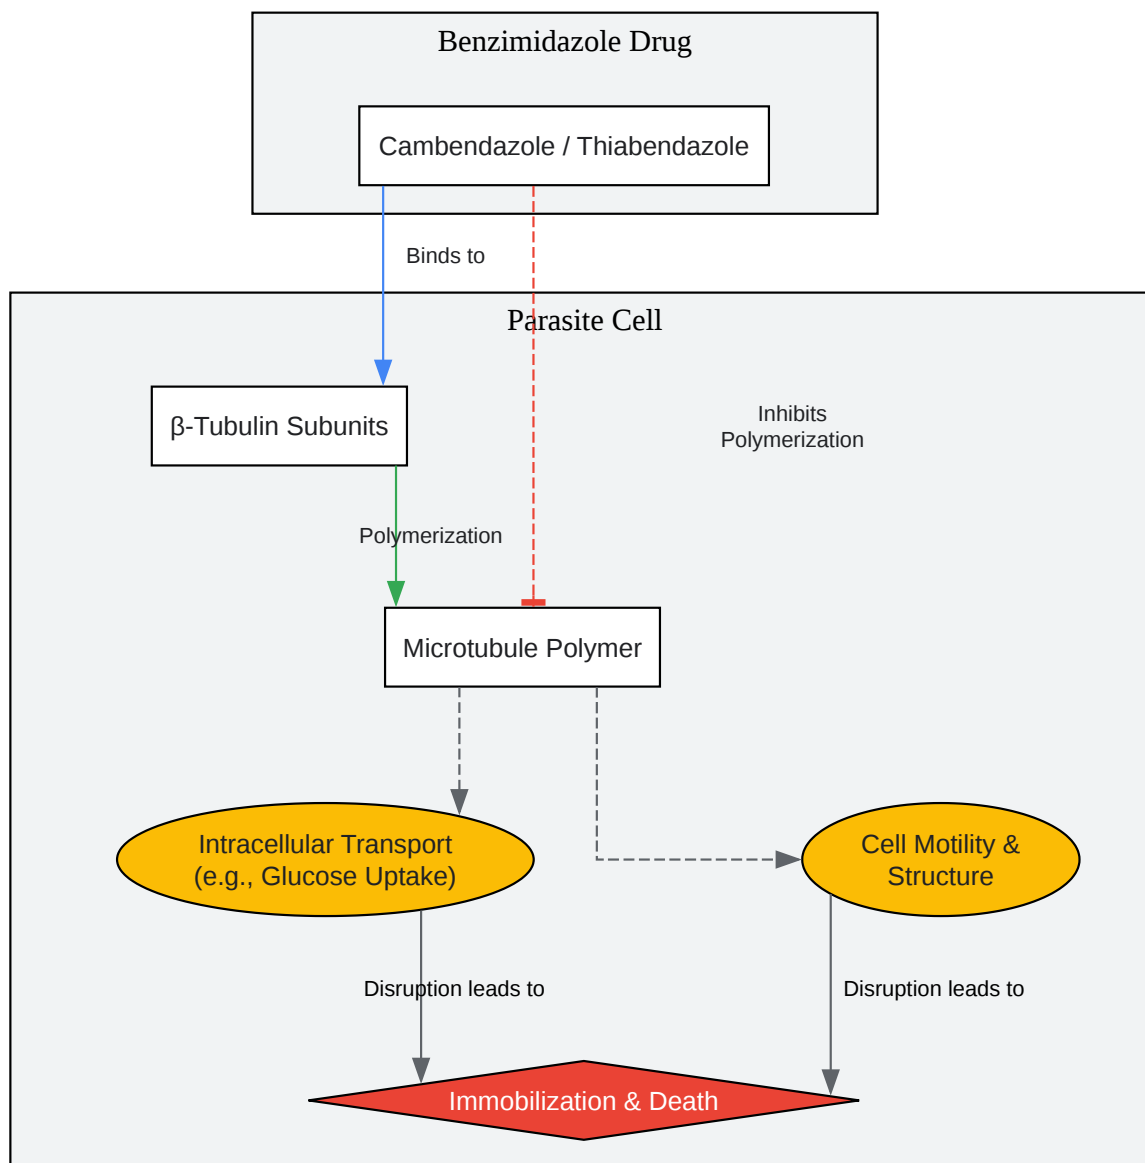 Benzimidazole Drug
Cambendazole / Thiabendazole
Binds to
Parasite Cell
β-Tubulin Subunits
Inhibits
Polymerization
Polymerization
Microtubule Polymer
Intracellular Transport
(e.g., Glucose Uptake)
Cell Motility &
Structure
Disruption leads to
Disruption leads to
Immobilization & Death